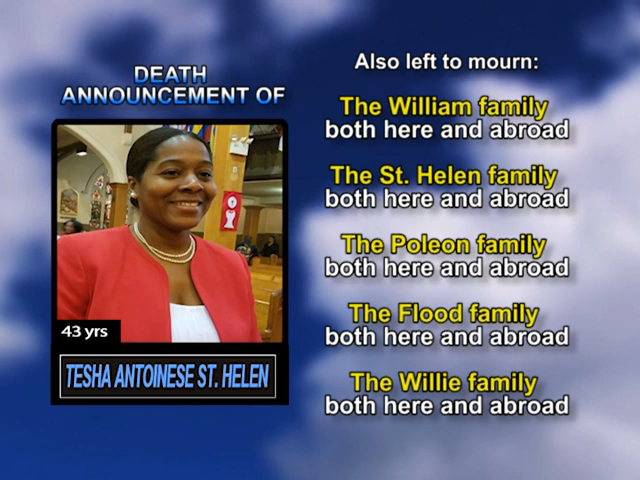 DEATH
ANNOUNCEMENT OF
43 yrs
TESHA ANTOINESE ST. HELEN
Also left to mourn:
The William family
both here and abroad
The St. Helen family
both here and abroad
The Poleon family
both here and abroad
The Flood family
both here and abroad
The Willie family
both here and abroad